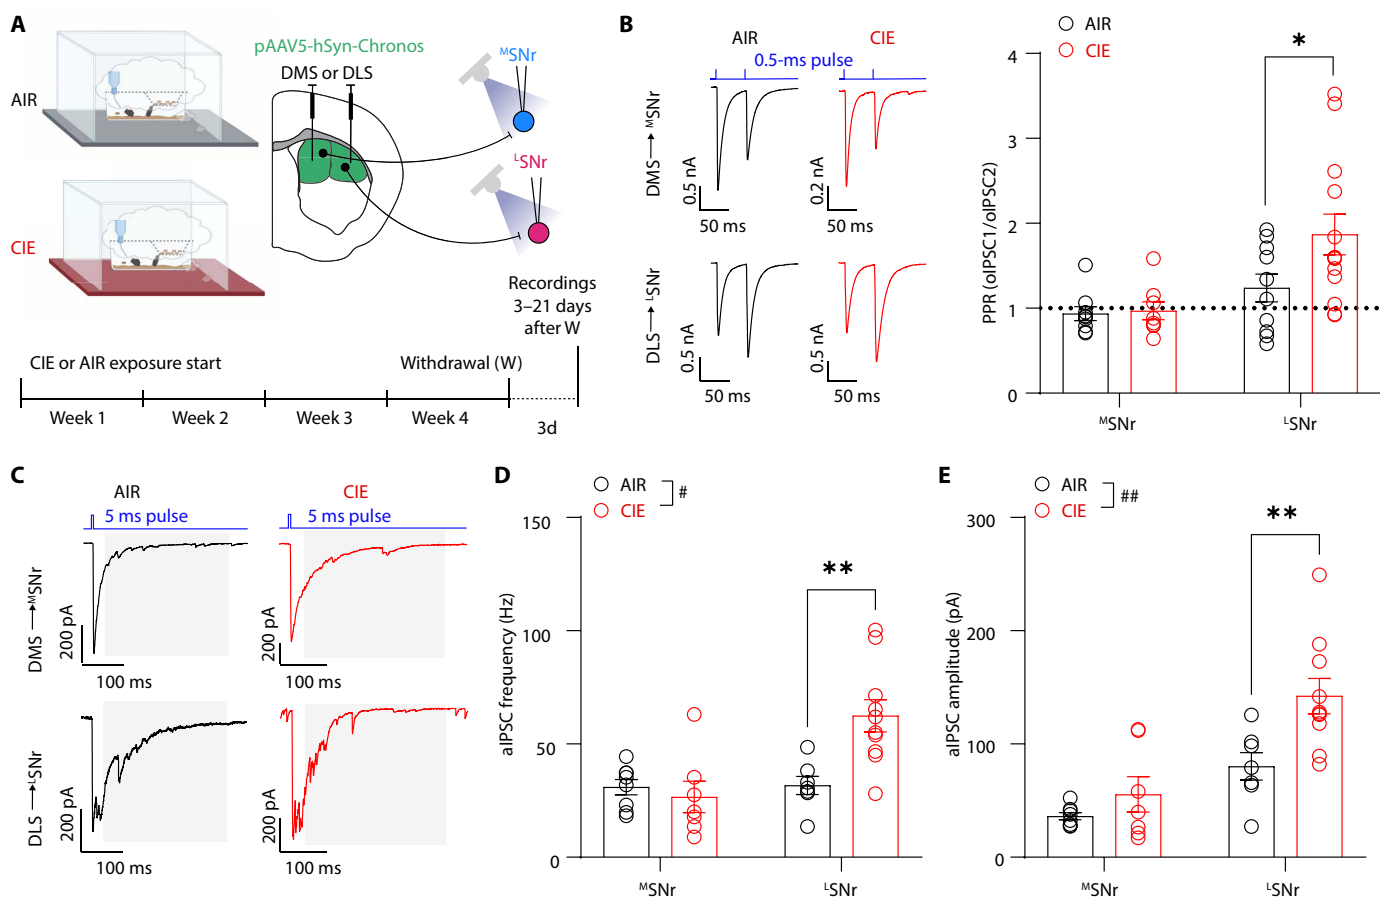 A
AIR
CIE
pAAV5-hSyn-Chronos
DMS or DLS
ᴹSNr
ᴸSNr
Recordings
3–21 days
after W
CIE or AIR exposure start
Withdrawal (W)
Week 1
Week 2
Week 3
Week 4
3d
B
AIR
CIE
0.5-ms pulse
DMS → ᴹSNr
0.5 nA
50 ms
0.2 nA
50 ms
DLS → ᴸSNr
0.5 nA
50 ms
0.5 nA
50 ms
AIR
CIE
*
PPR (oIPSC1/oIPSC2)
4
3
2
1
0
ᴹSNr
ᴸSNr
C
AIR
CIE
5 ms pulse
5 ms pulse
DMS → ᴹSNr
200 pA
100 ms
200 pA
100 ms
DLS → ᴸSNr
200 pA
100 ms
200 pA
100 ms
D
AIR
CIE
#
**
aIPSC frequency (Hz)
150
100
50
0
ᴹSNr
ᴸSNr
E
AIR
CIE
##
**
aIPSC amplitude (pA)
300
200
100
0
ᴹSNr
ᴸSNr